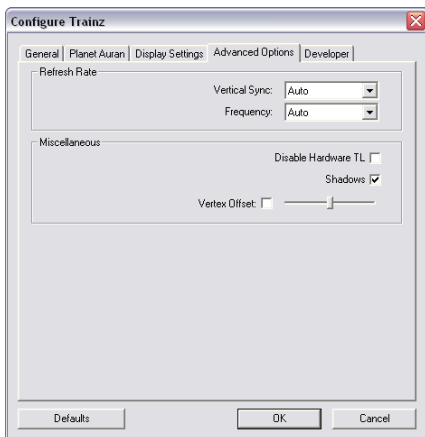 Configure Trainz
General Planet Auran Display Settings Advanced Options Developer
Refresh Rate
Vertical Sync: Auto
Frequency: Auto
Miscellaneous
Disable Hardware TL
Shadows
Vertex Offset:
Defaults OK Cancel